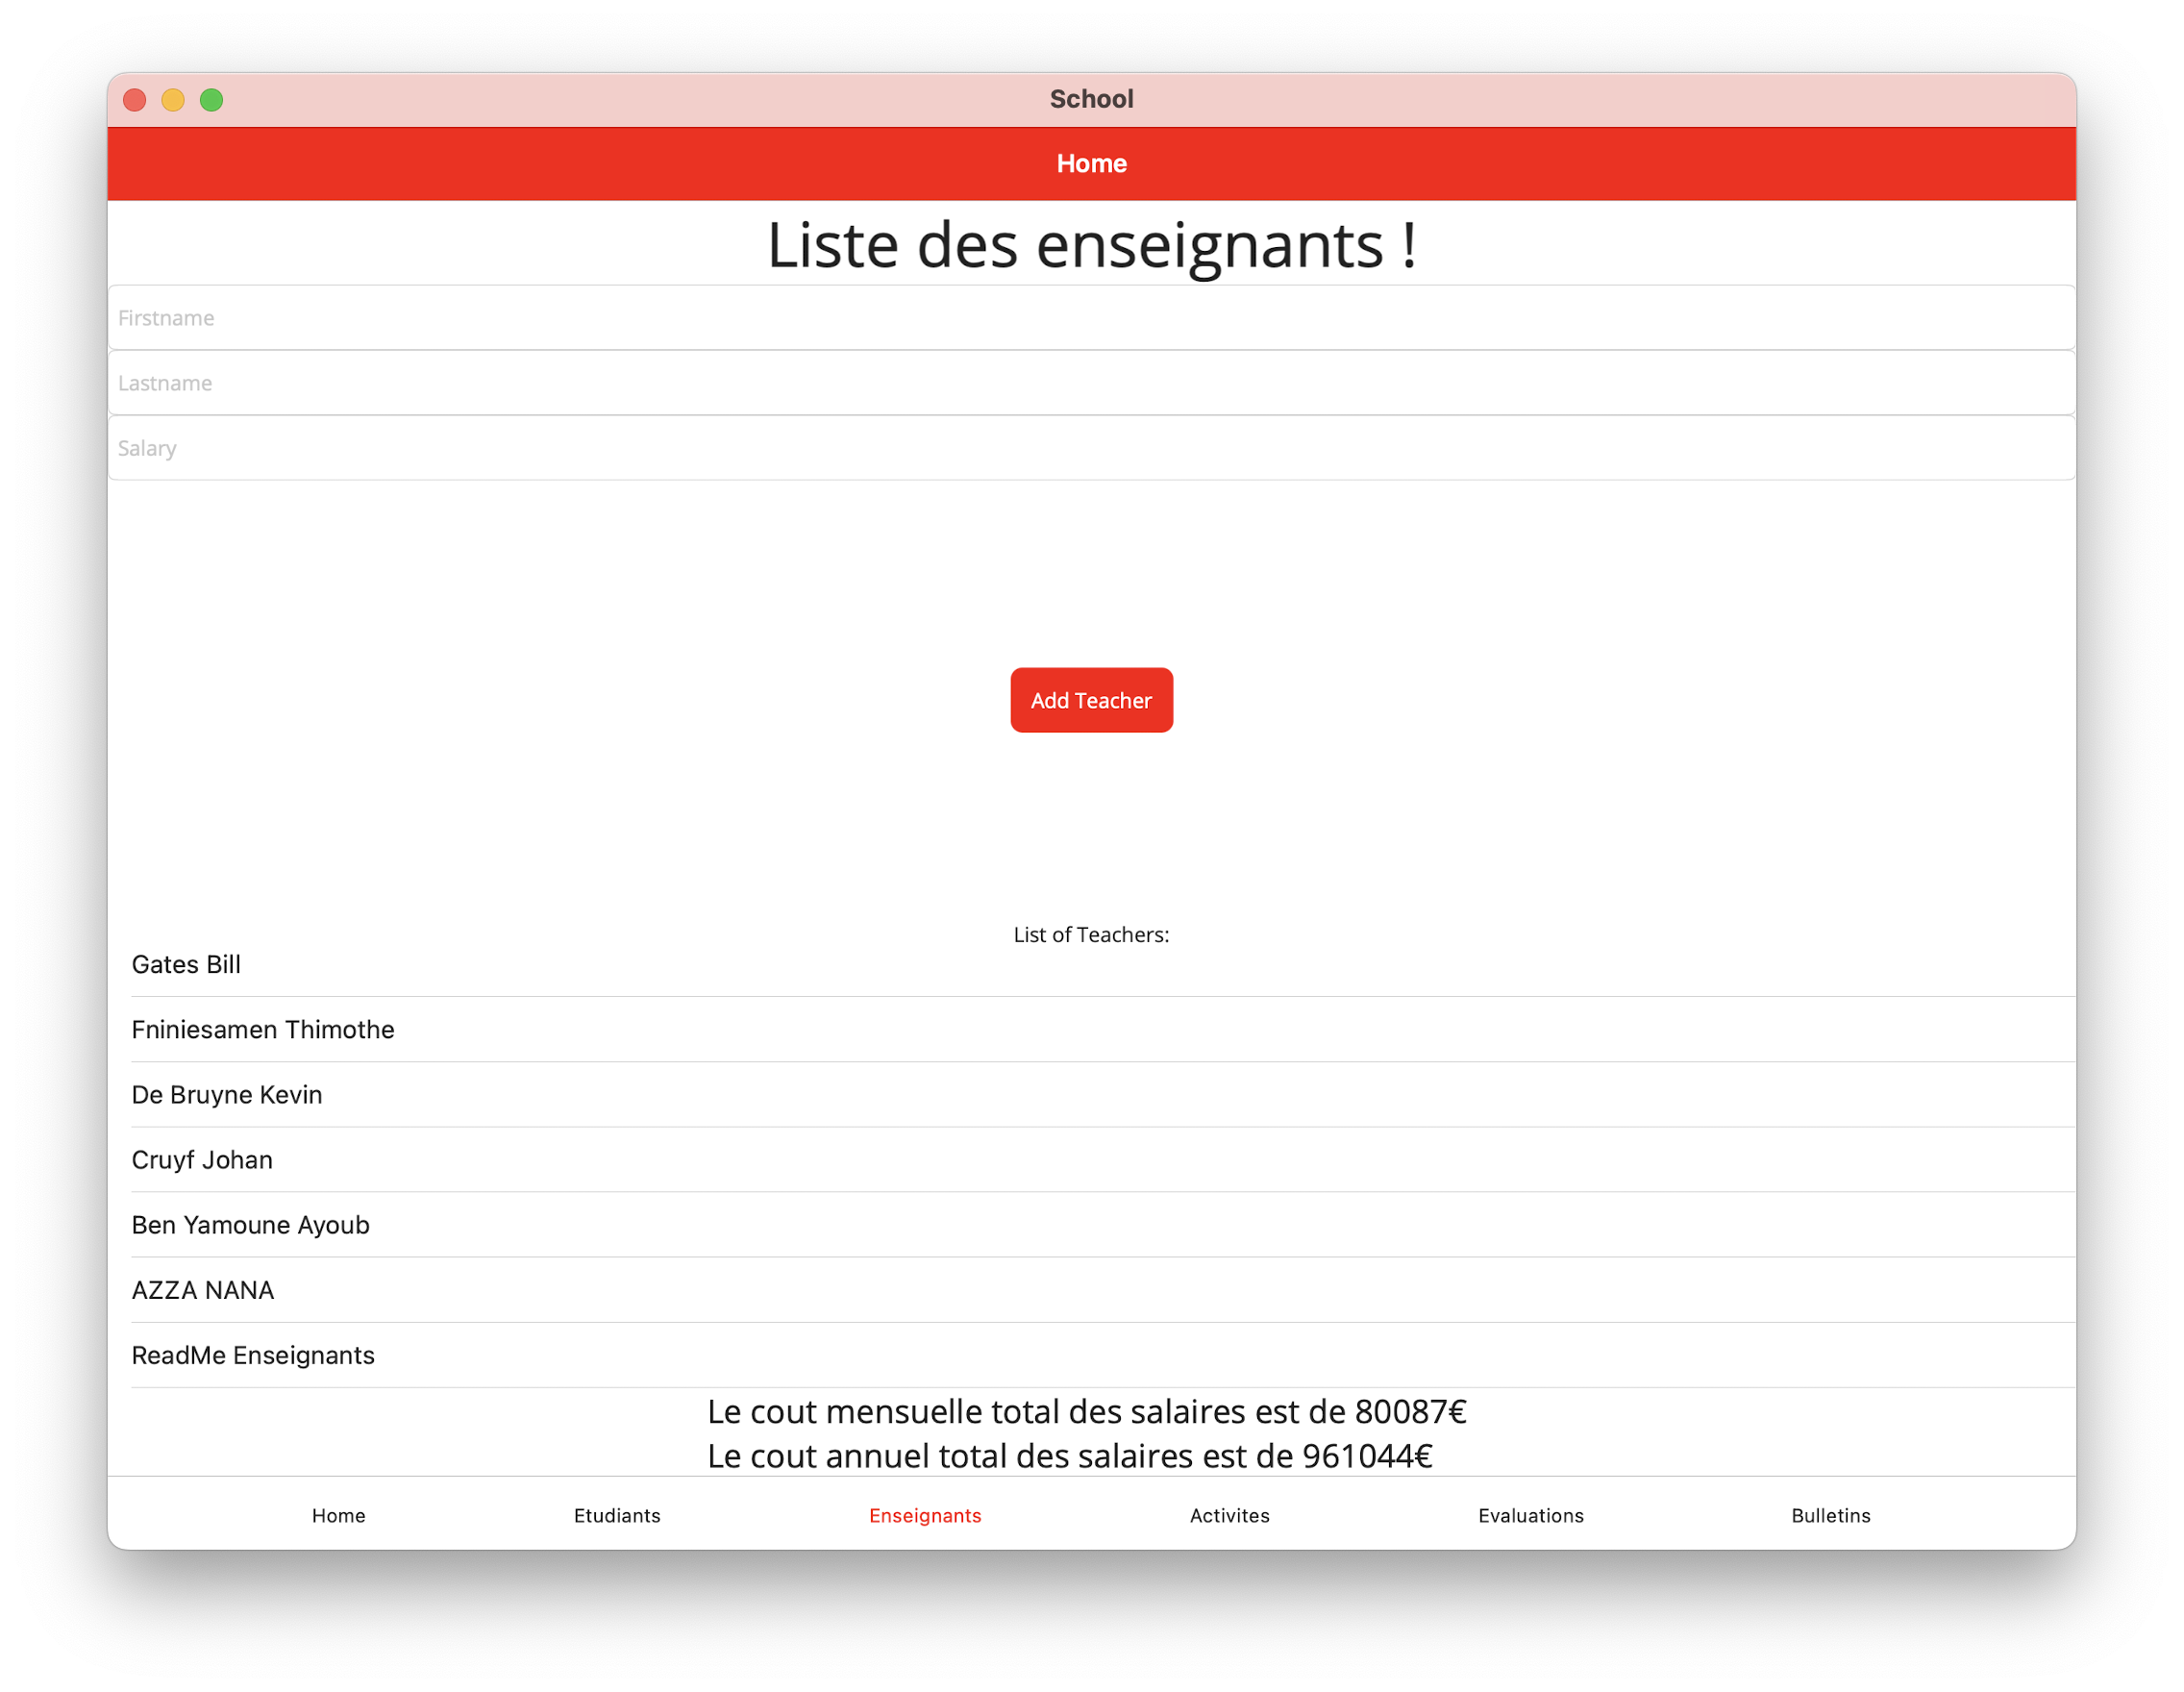 School
Home
Liste des enseignants !
Firstname
Lastname
Salary
Add Teacher
List of Teachers:
Gates Bill
Fniniesamen Thimothe
De Bruyne Kevin
Cruyf Johan
Ben Yamoune Ayoub
AZZA NANA
ReadMe Enseignants
Le cout mensuelle total des salaires est de 80087€
Le cout annuel total des salaires est de 961044€
Home Etudiants Enseignants Activites Evaluations Bulletins